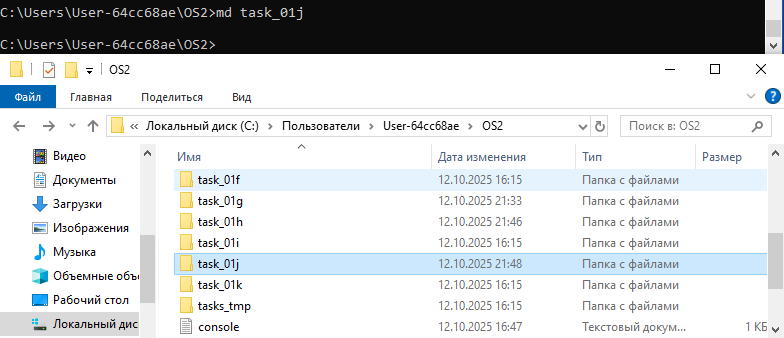 C:\Users\User-64cc68ae\OS2>md task_01j
C:\Users\User-64cc68ae\OS2>
OS2
Файл Главная Поделиться Вид
« Локальный диск (C:) > Пользователи > User-64cc68ae > OS2
Поиск в: OS2
Имя Дата изменения Тип Размер
Видео
Документы
Загрузки
Изображения
Музыка
Объемные объе
Рабочий стол
Локальный дис
task_01f 12.10.2025 16:15 Папка с файлами
task_01g 12.10.2025 21:33 Папка с файлами
task_01h 12.10.2025 21:46 Папка с файлами
task_01i 12.10.2025 16:15 Папка с файлами
task_01j 12.10.2025 21:48 Папка с файлами
task_01k 12.10.2025 16:15 Папка с файлами
tasks_tmp 12.10.2025 16:15 Папка с файлами
console 12.10.2025 16:47 Текстовый докум... 1 КБ